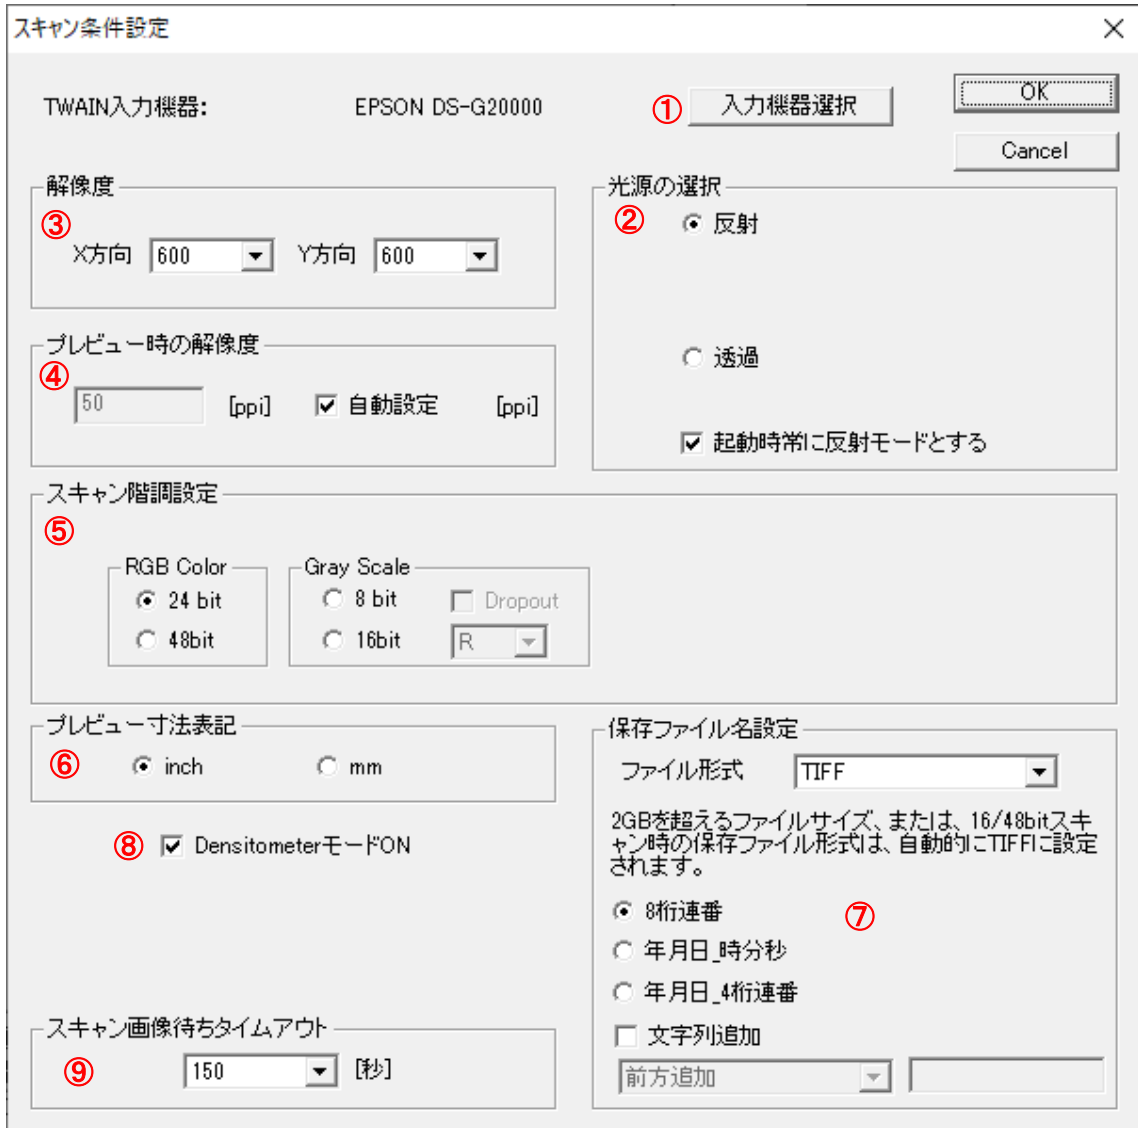 スキャン条件設定
TWAIN入力機器: EPSON DS-G20000 ① 入力機器選択 OK
Cancel
解像度
③
X方向 600 Y方向 600
光源の選択
② 反射
透過
起動時常に反射モードとする
プレビュー時の解像度
④
50 [ppi] 自動設定 [ppi]
スキャン階調設定
⑤
RGB Color
24 bit
48bit
Gray Scale
8 bit Dropout
16bit R
プレビュー寸法表記
⑥ inch mm
⑧ DensitometerモードON
スキャン画像待ちタイムアウト
⑨ 150 [秒]
保存ファイル名設定
ファイル形式 TIFF
2GBを超えるファイルサイズ、または、16/48bitスキ
ャン時の保存ファイル形式は、自動的にTIFFに設定
されます。
8桁連番 ⑦
年月日_時分秒
年月日_4桁連番
文字列追加
前方追加